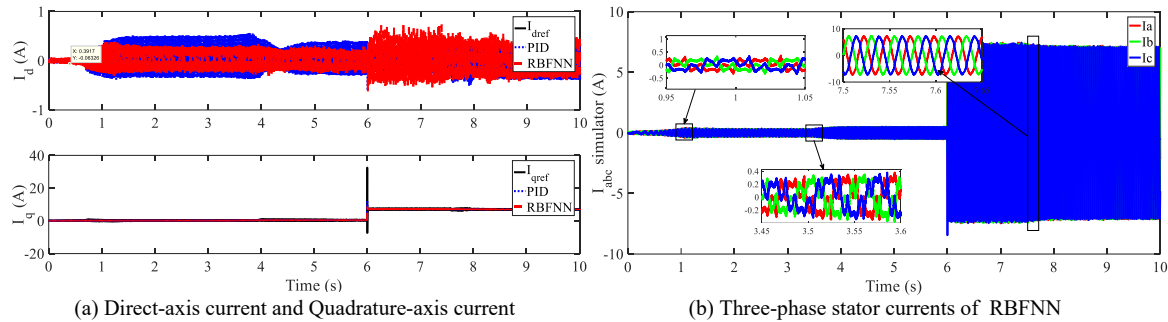 1
0
-1
I_d (A)
X: 0.3917
Y: -0.06326
I_dref
PID
RBFNN
0 1 2 3 4 5 6 7 8 9 10
Time (s)
40
20
0
-20
I_q (A)
I_qref
PID
RBFNN
0 1 2 3 4 5 6 7 8 9 10
Time (s)
(a) Direct-axis current and Quadrature-axis current
10
5
0
-5
-10
I_abc simulator (A)
Ia
Ib
Ic
1
0.5
0
-0.5
0.95 1 1.05
10
0
-10
7.5 7.55 7.6
0.4
0.2
0
-0.2
3.45 3.5 3.55 3.6
0 1 2 3 4 5 6 7 8 9 10
Time (s)
(b) Three-phase stator currents of RBFNN